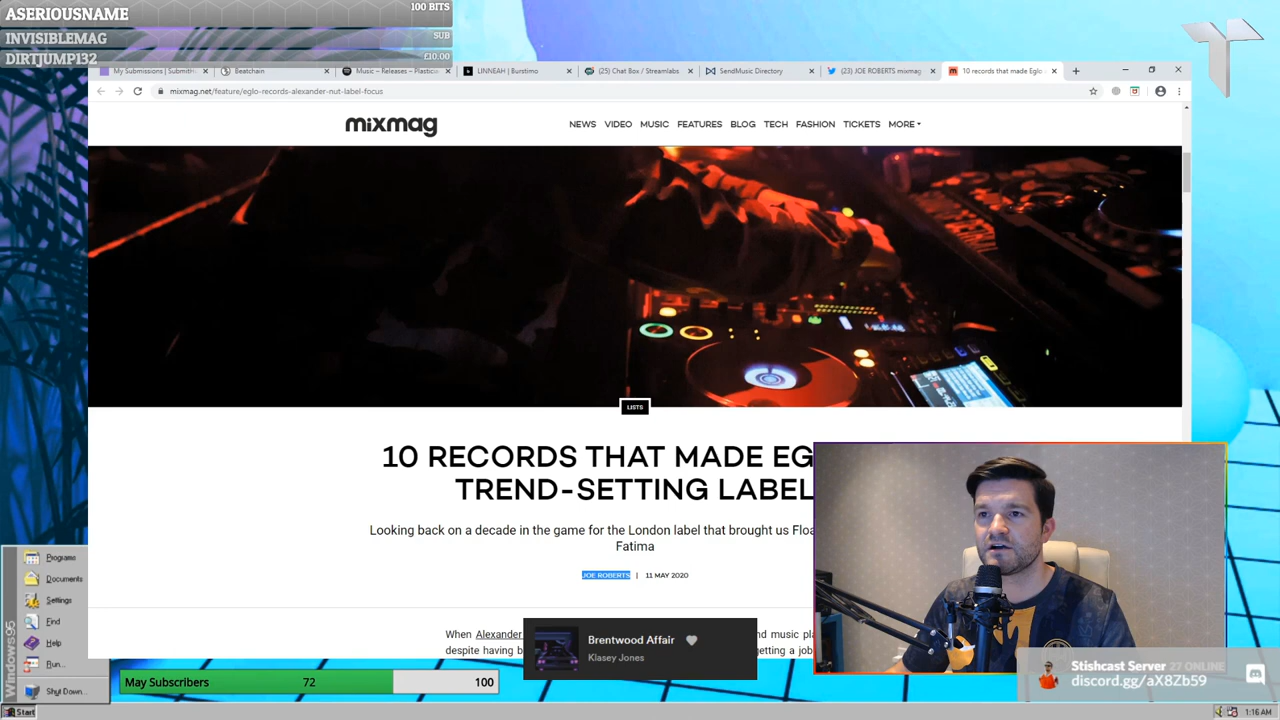 ASERIOUSNAME
100 BITS
INVISIBLEMAG
SUB
DIRTJUMP132
£10.00
My Submissions | SubmitH
Beatchain
Music – Releases – Plastica
LINNEAH | Burstimo
(25) Chat Box / Streamlabs
SendMusic Directory
(23) JOE ROBERTS mixmag
10 records that made Eglo
mixmag.net/feature/eglo-records-alexander-nut-label-focus
mixmag
NEWS VIDEO MUSIC FEATURES BLOG TECH FASHION TICKETS MORE
LISTS
10 RECORDS THAT MADE EG
TREND-SETTING LABEL
Looking back on a decade in the game for the London label that brought us Floa
Fatima
JOE ROBERTS | 11 MAY 2020
When Alexander
nd music pla
despite having b
etting a job
Brentwood Affair
Klasey Jones
Windows95
Programs
Documents
Settings
Find
Help
Run...
Shut Down...
May Subscribers 72 100
Stishcast Server 27 ONLINE
discord.gg/aX8Zb59
Start
1:16 AM